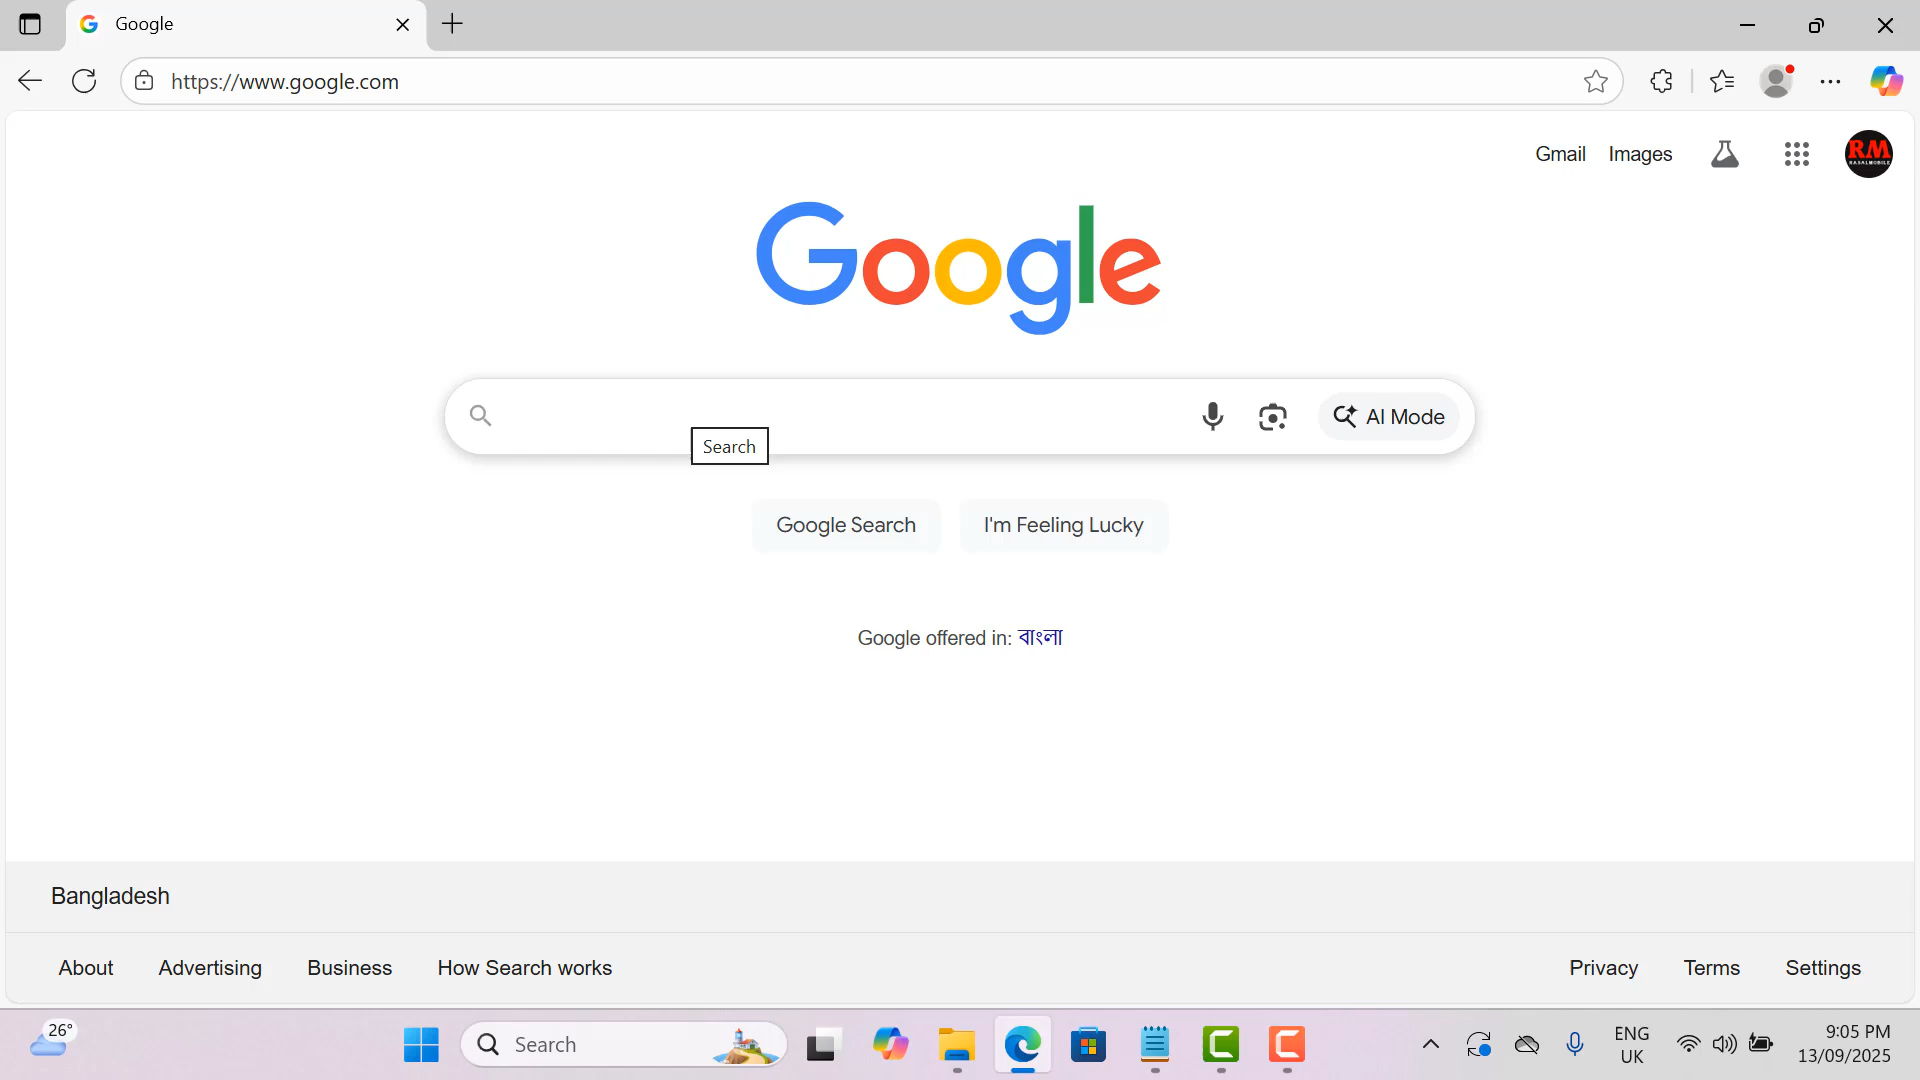 Google
https://www.google.com
Gmail Images
RM
RASALMOBILE
Google
AI Mode
Search
Google Search I'm Feeling Lucky
Google offered in: বাংলা
Bangladesh
About Advertising Business How Search works Privacy Terms Settings
26°
Search
ENG
UK
9:05 PM
13/09/2025